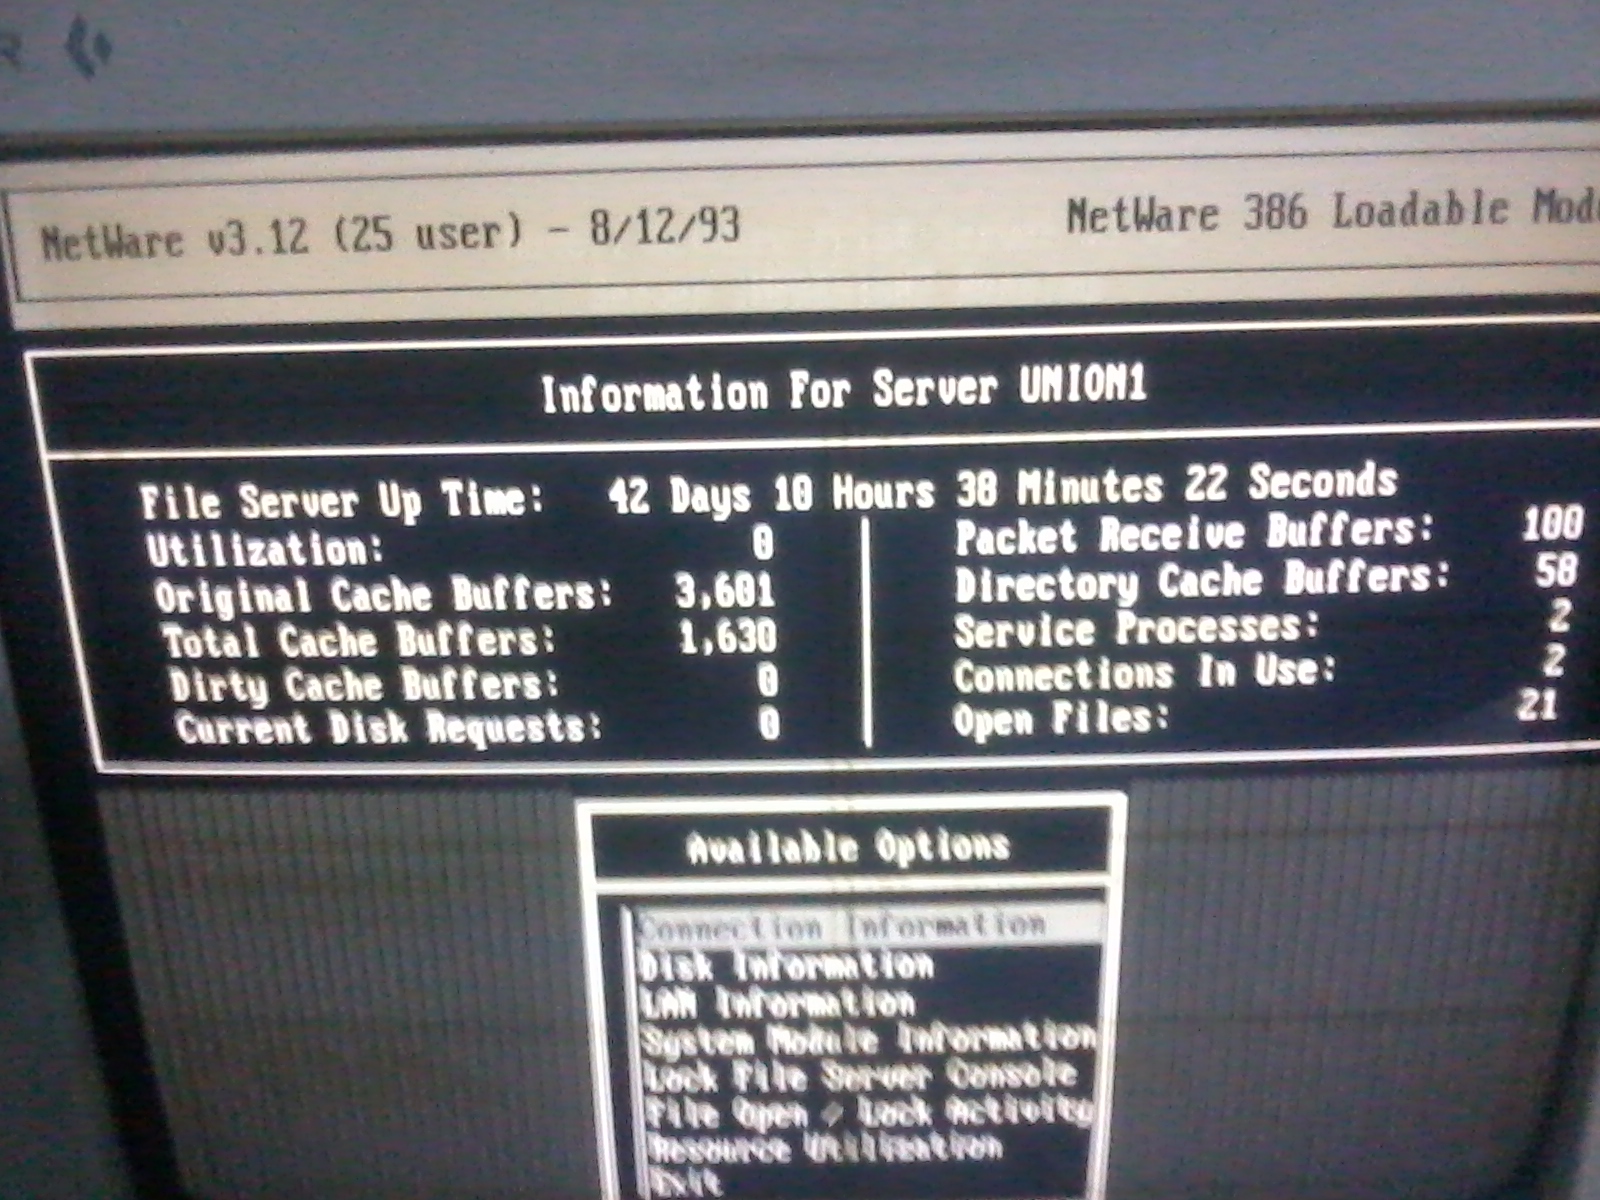 NetWare v3.12 (25 user) - 8/12/93 NetWare 386 Loadable
Information For Server UNION1
File Server Up Time: 42 Days 10 Hours 38 Minutes 22 Seconds
Utilization: 0 Packet Receive Buffers: 100
Original Cache Buffers: 3,601 Directory Cache Buffers: 50
Total Cache Buffers: 1,630 Service Processes: 2
Dirty Cache Buffers: 0 Connections In Use: 2
Current Disk Requests: 0 Open Files: 21
Available Options
Connection Information
Disk Information
LAN Information
System Module Information
Lock File Server Console
File Open / Lock Activity
Resource Utilization
Exit